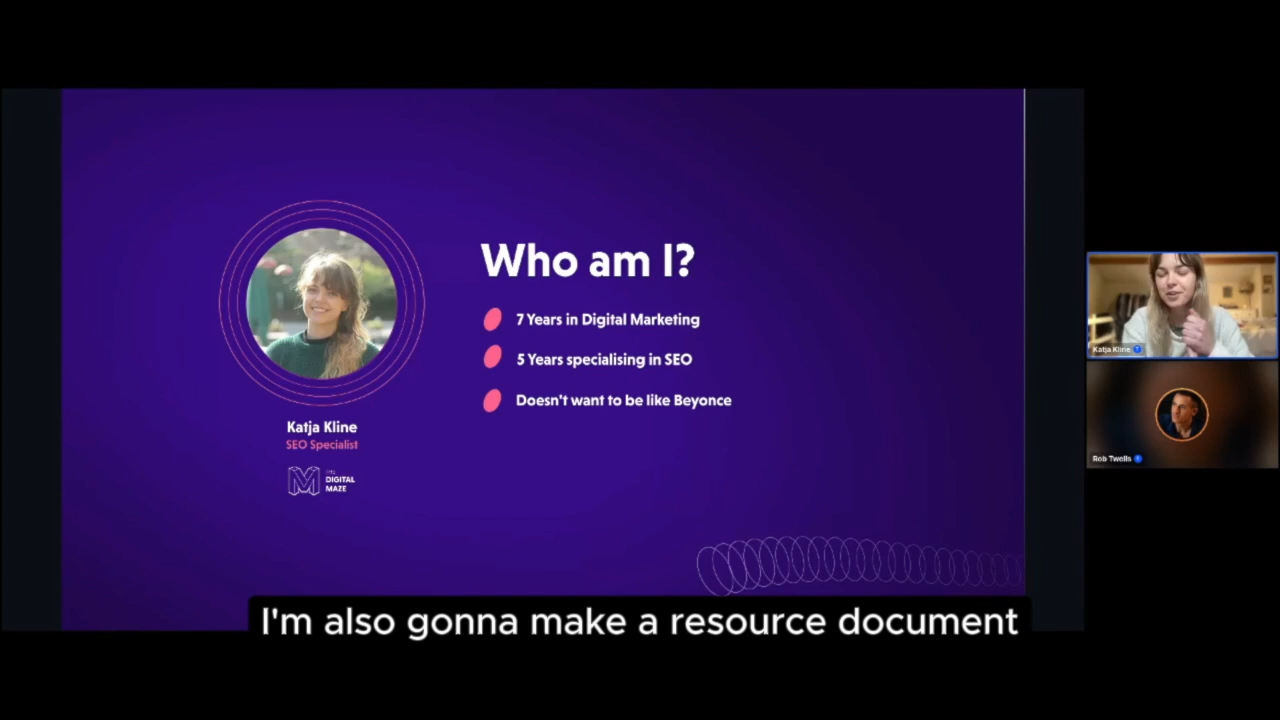 Who am I?
7 Years in Digital Marketing
5 Years specialising in SEO
Doesn't want to be like Beyonce
Katja Kline
SEO Specialist
THE
DIGITAL
MAZE
I'm also gonna make a resource document
Katja Kline
Rob Twells